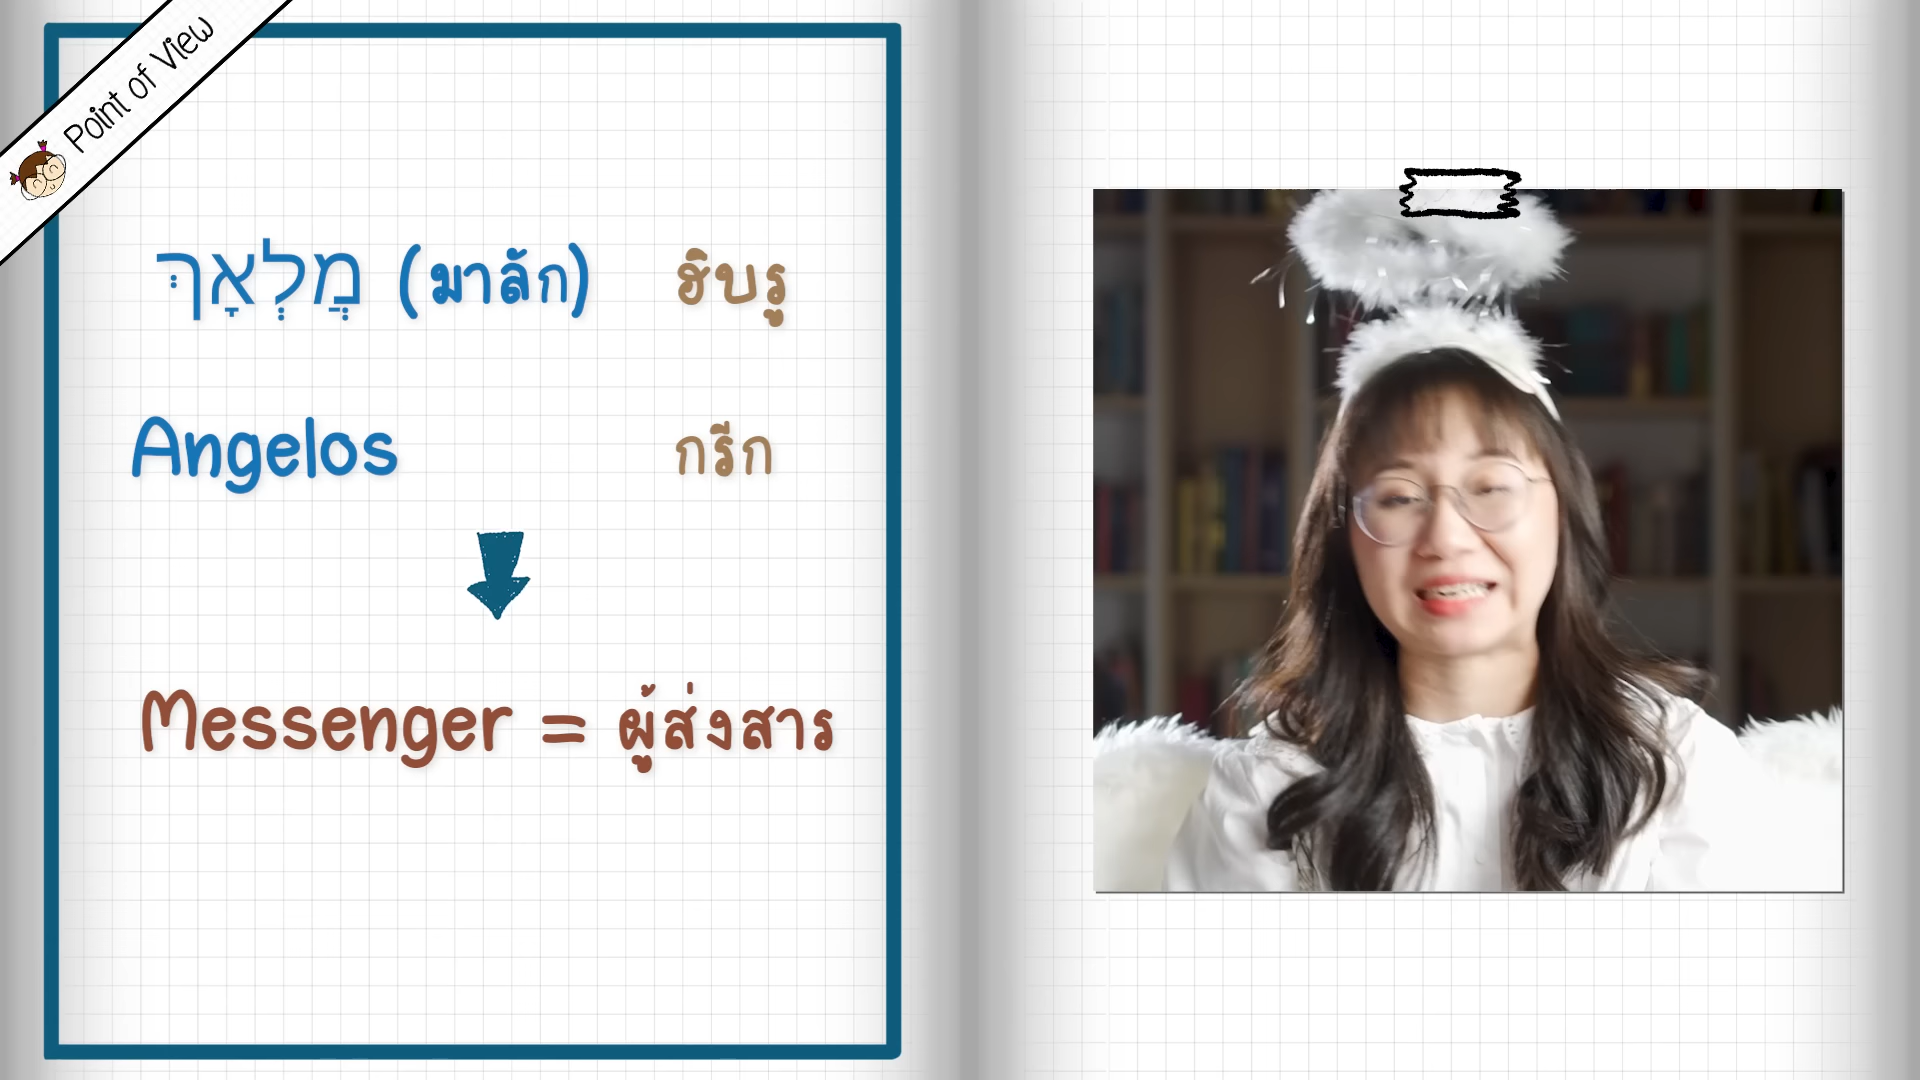 Point of View
מֲלְאָךְ (มาลัก) ฮิบรู
Angelos กรีก
Messenger = ผู้ส่งสาร